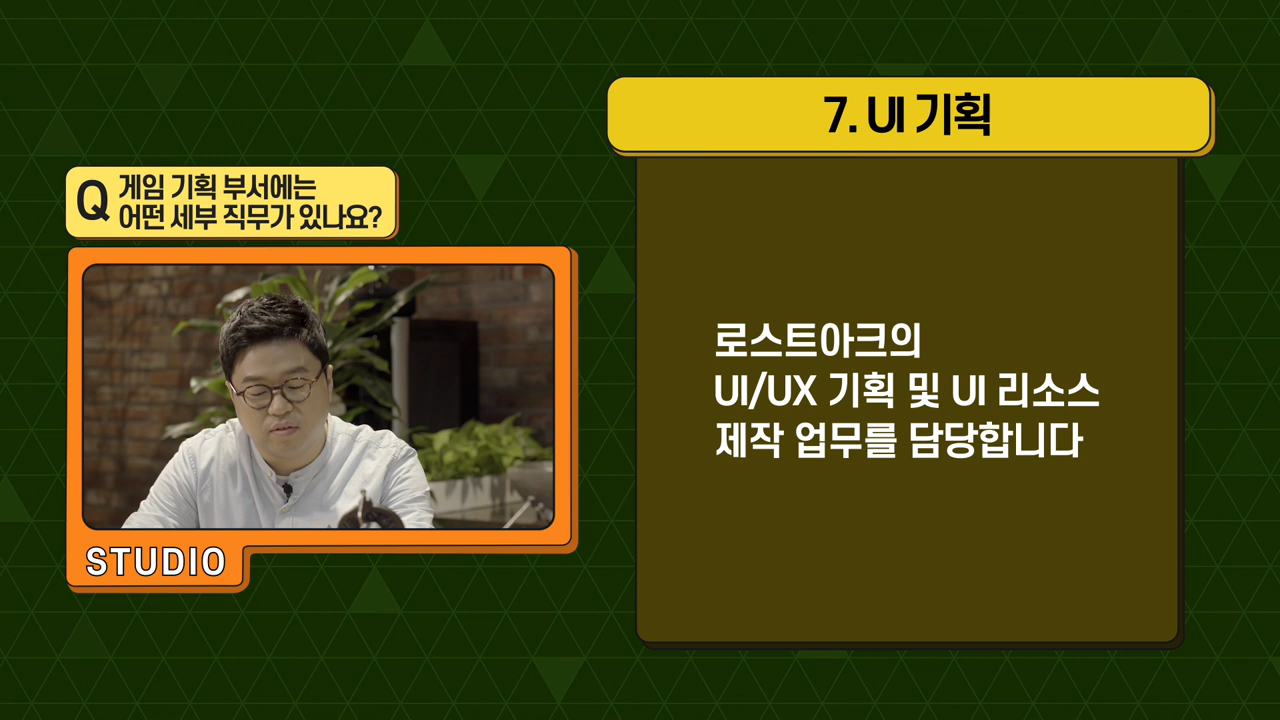 7. UI 기획
Q 게임 기획 부서에는
어떤 세부 직무가 있나요?
로스트아크의
UI/UX 기획 및 UI 리소스
제작 업무를 담당합니다
STUDIO